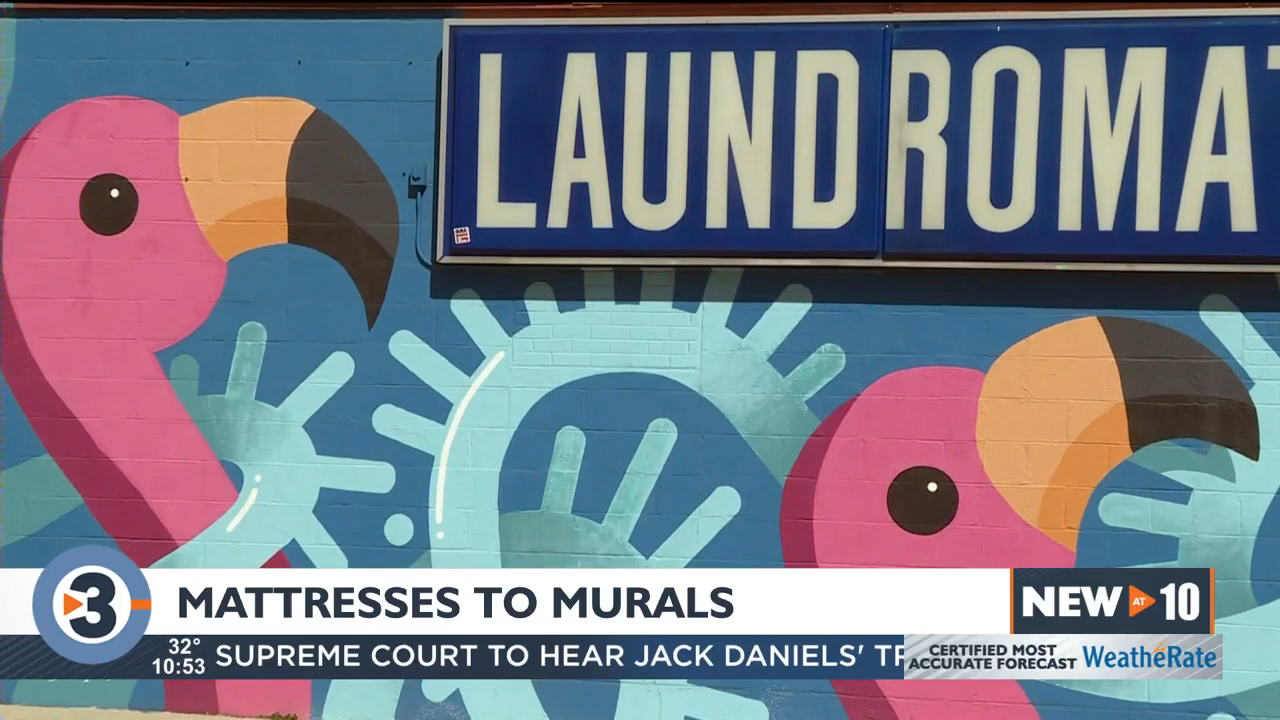 LAUNDROMAT
3
MATTRESSES TO MURALS
NEW AT 10
32°
10:53
SUPREME COURT TO HEAR JACK DANIELS' TR
CERTIFIED MOST
ACCURATE FORECAST
WeatheRate